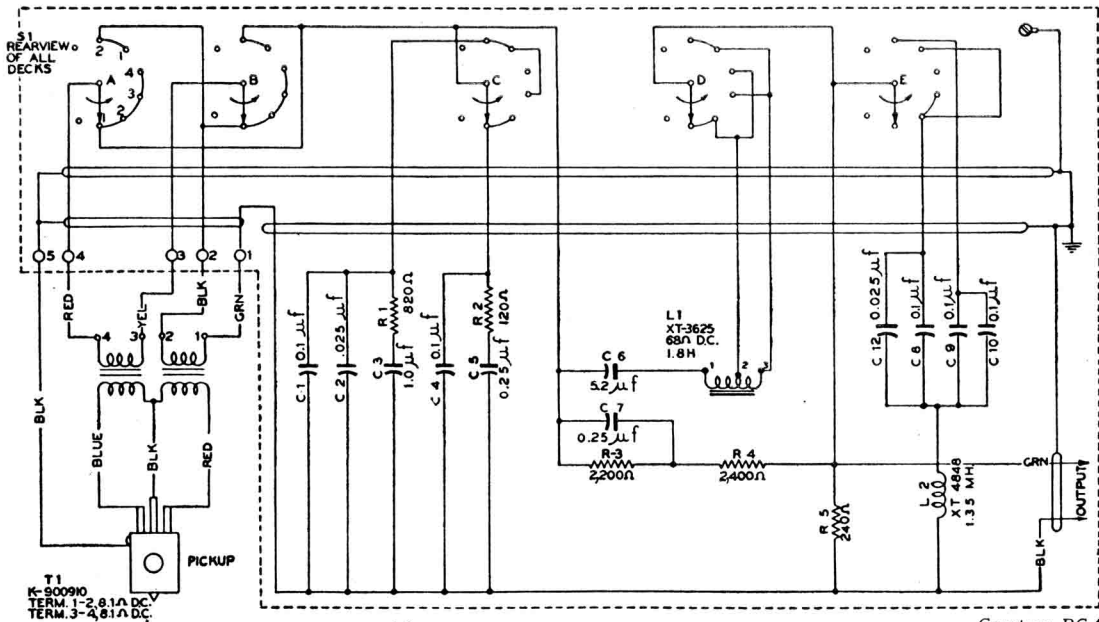 S1
REARVIEW
OF ALL
DECKS
2
1
A
4
3
1
2
B
C
D
E
5
4
3
2
1
RED
YEL
BLK
GRN
4
3
2
1
BLK
BLUE
BLK
RED
PICKUP
T1
K-900910
TERM. 1-2, 8.1Ω D.C.
TERM. 3-4, 8.1Ω D.C.
C-1 0.1 µf
C 2 .025 µf
R 1 820Ω
C 3 1.0 µf
C 4 0.1 µf
R 2 120Ω
C 5 0.25 µf
C 6
5.2 µf
C 7
0.25 µf
R-3
2,200Ω
R 4
2,400Ω
L1
XT-3625
68Ω D.C.
1.8H
1
2
3
R 5
240Ω
C 12 0.025 µf
C 8 0.1 µf
C 9 0.1 µf
C 10 0.1 µf
L 2
XT 4848
1.35 MH.
GRN
BLK
OUTPUT